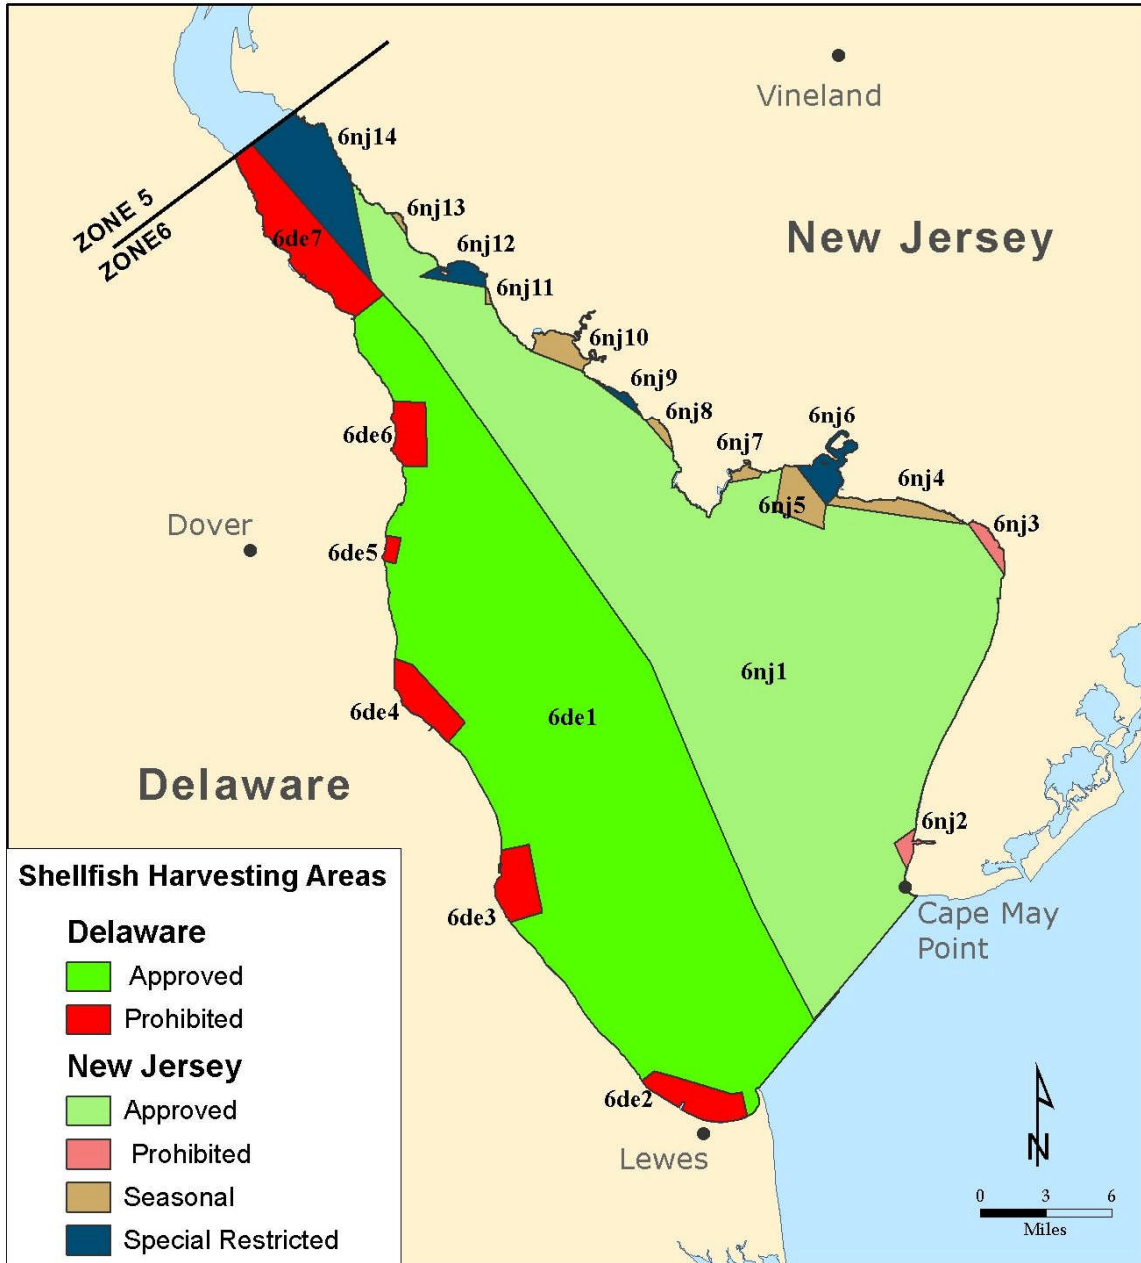 Vineland
ZONE 5
ZONE6
6nj14
6nj13
6nj12
6nj11
6nj10
6nj9
6nj8
6nj7
6nj6
6nj5
6nj4
6nj3
6nj1
6nj2
New Jersey
6de7
6de6
Dover
6de5
6de4
6de1
Delaware
6de3
6de2
Lewes
Cape May
Point
Shellfish Harvesting Areas
Delaware
Approved
Prohibited
New Jersey
Approved
Prohibited
Seasonal
Special Restricted
N
0 3 6
Miles